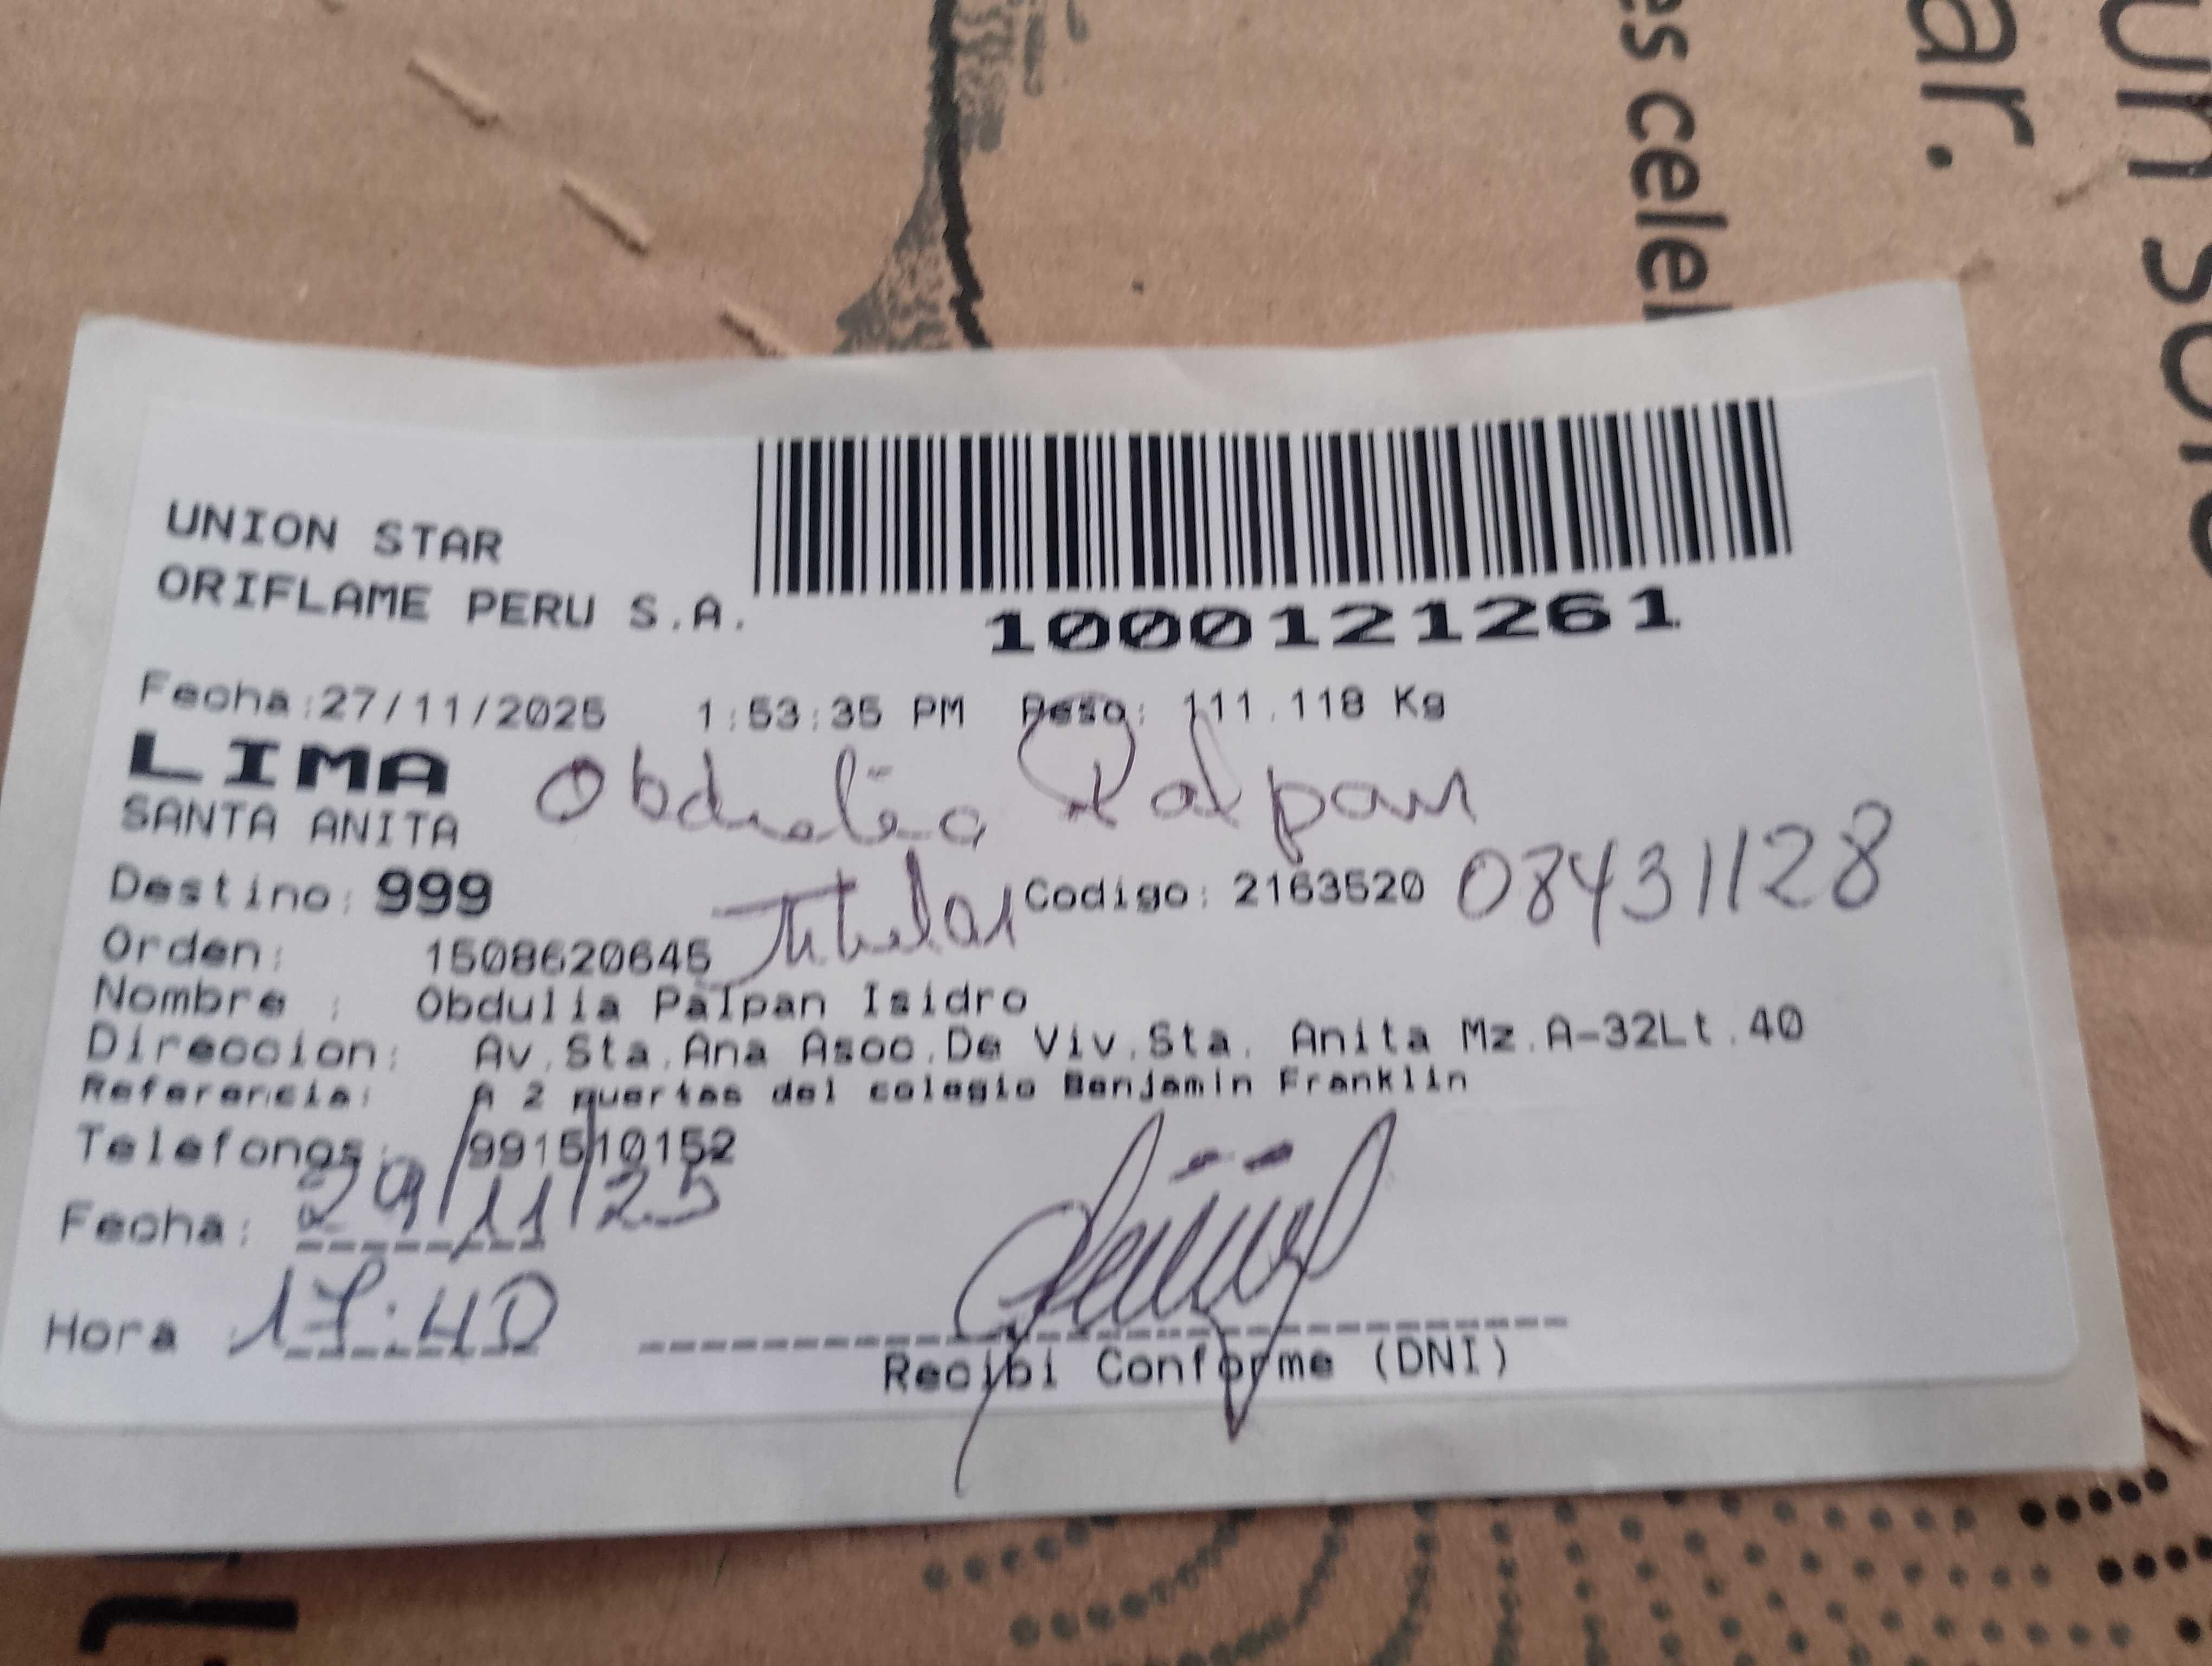 es celel
ar.
un
UNION STAR
ORIFLAME PERU S.A.
1000121261
Fecha:27/11/2025 1:53:35 PM Peso: 111.118 Kg
LIMA
Obdulia Palpan
SANTA ANITA
Destino: 999 Titular Codigo: 2163520 08431128
Orden: 1508620645
Nombre : Obdulia Palpan Isidro
Direccion: Av.Sta.Ana Asoc.De Viv.Sta. Anita Mz.A-32Lt.40
Referencia: A 2 puertas del colegio Benjamin Franklin
Telefonos: 991510152
Fecha: 29/11/25
Hora 17:40
Recibi Conforme (DNI)